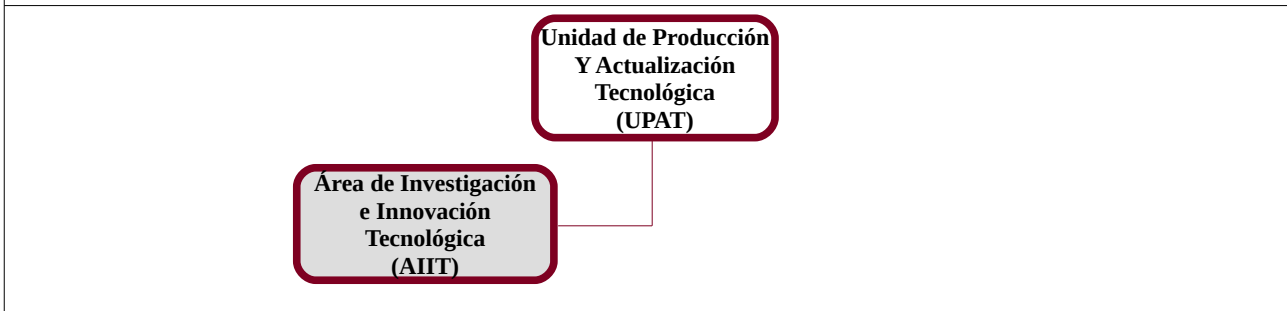 Unidad de Producción
Y Actualización
Tecnológica
(UPAT)
Área de Investigación
e Innovación
Tecnológica
(AIIT)